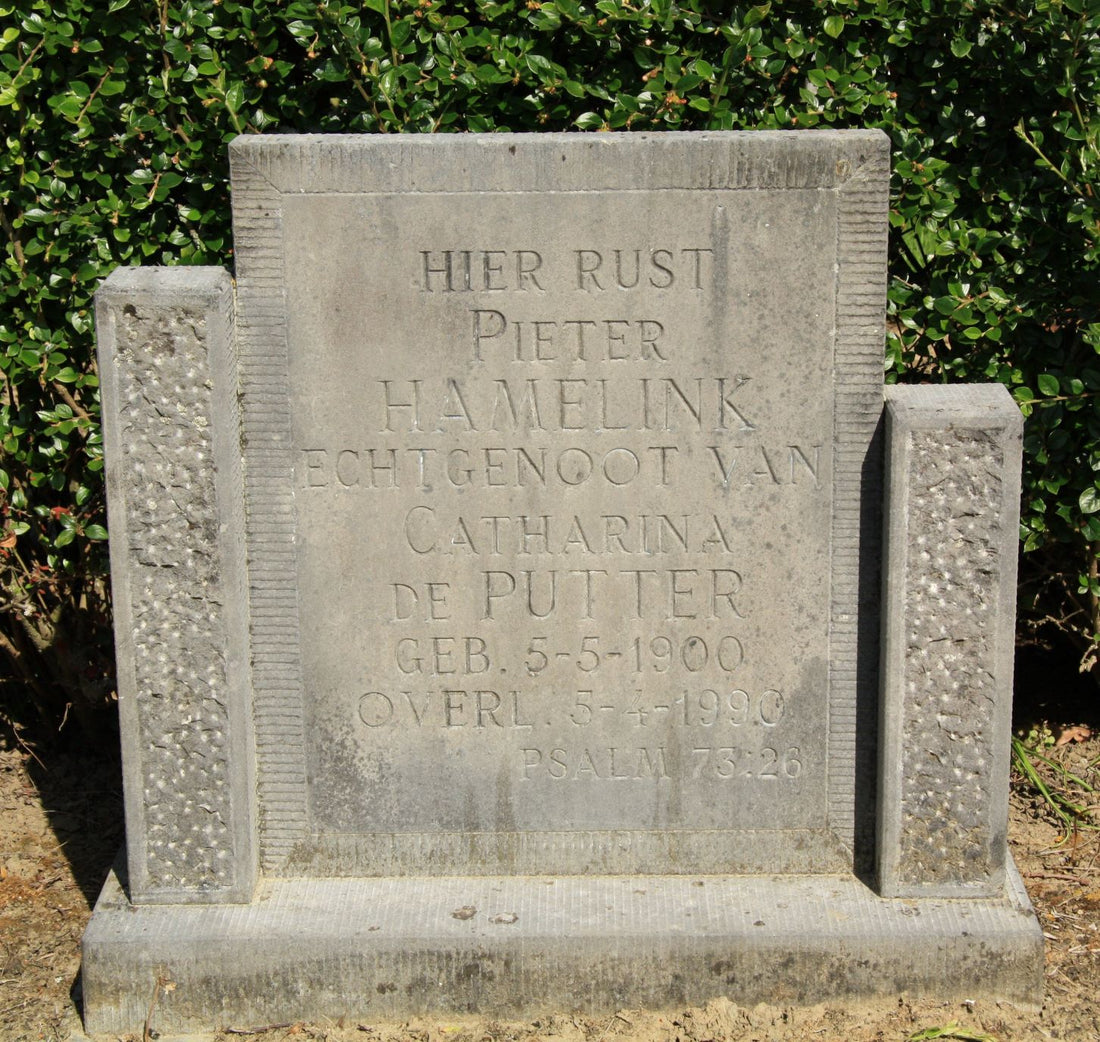 HIER RUST
PIETER
HAMELINK
ECHTGENOOT VAN
CATHARINA
DE PUTTER
GEB. 5-5-1900
OVERL. 5-4-1990
PSALM 73:26